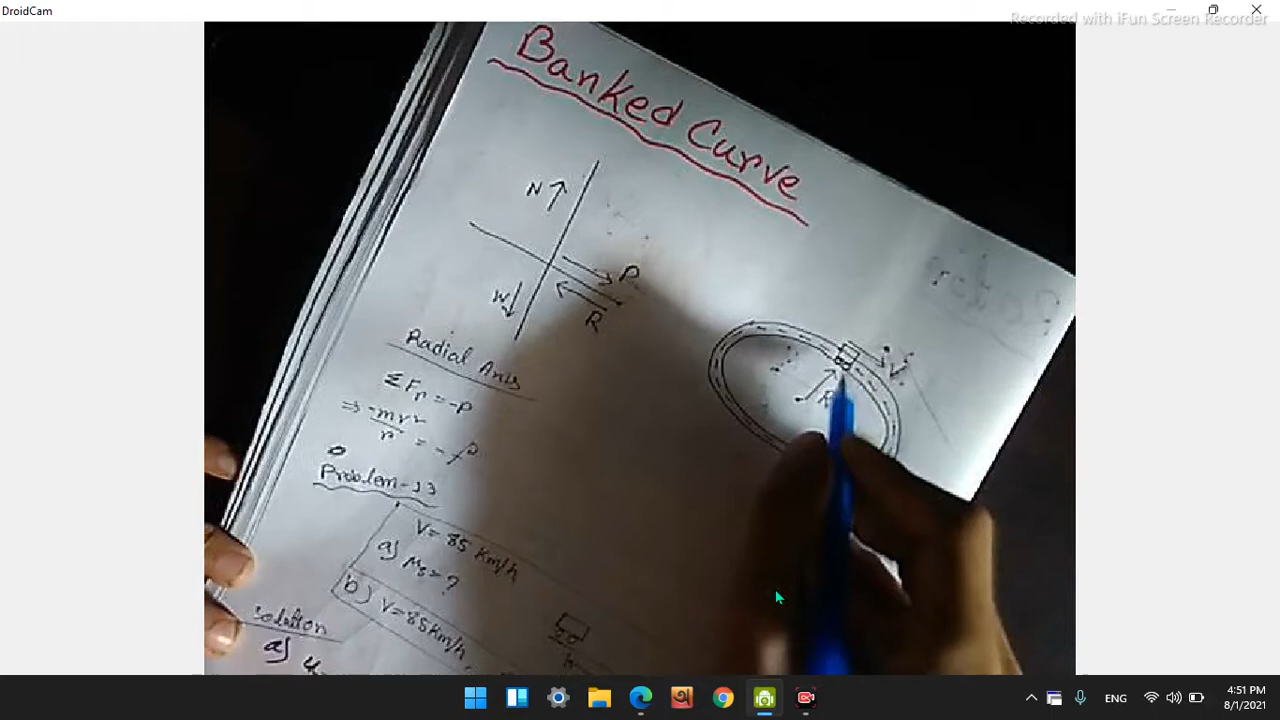 DroidCam
Recorded with iFun Screen Recorder
Banked Curve
N
P
W
R
V
R
Radial Axis
ΣFr = -P
⇒ -mv²/r = -P
Problem-13
V = 85 Km/h
a) μs = ?
b) V = 85 Km/h,
Solution
a)
ENG
4:51 PM
8/1/2021